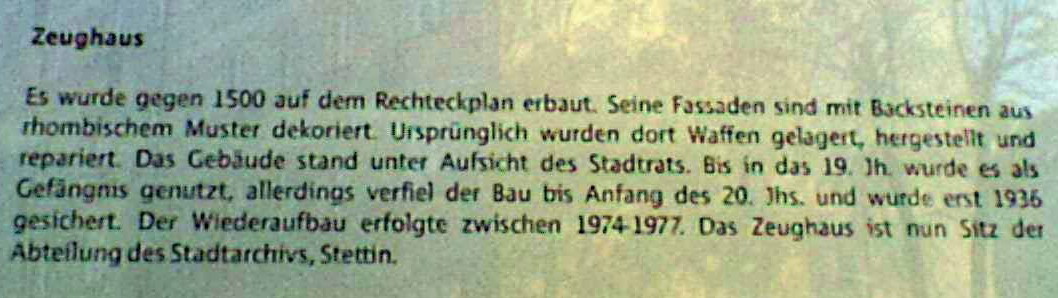 Zeughaus
Es wurde gegen 1500 auf dem Rechteckplan erbaut. Seine Fassaden sind mit Backsteinen aus
rhombischem Muster dekoriert. Ursprünglich wurden dort Waffen gelagert, hergestellt und
repariert. Das Gebäude stand unter Aufsicht des Stadtrats. Bis in das 19. Jh. wurde es als
Gefängnis genutzt, allerdings verfiel der Bau bis Anfang des 20. Jhs. und wurde erst 1936
gesichert. Der Wiederaufbau erfolgte zwischen 1974-1977. Das Zeughaus ist nun Sitz der
Abteilung des Stadtarchivs, Stettin.